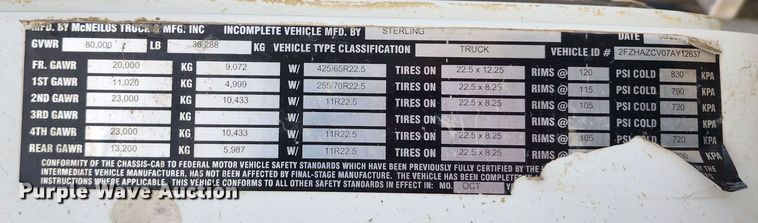 MFD. BY McNEILUS TRUCK & MFG. INC INCOMPLETE VEHICLE MFD. BY STERLING
GVWR 80,000 LB 36,288 KG VEHICLE TYPE CLASSIFICATION TRUCK VEHICLE ID # 2FZHAZCV07AY12637
FR. GAWR 20,000 KG 9,072 W/ 425/65R22.5 TIRES ON 22.5 x 12.25 RIMS @ 120 PSI COLD 830 KPA
1ST GAWR 11,020 KG 4,999 W/ 255/70R22.5 TIRES ON 22.5 x 8.25 RIMS @ 115 PSI COLD 790 KPA
2ND GAWR 23,000 KG 10,433 W/ 11R22.5 TIRES ON 22.5 x 8.25 RIMS @ 105 PSI COLD 720 KPA
3RD GAWR KG W/ TIRES ON RIMS @ PSI COLD KPA
4TH GAWR 23,000 KG 10,433 W/ 11R22.5 TIRES ON 22.5 x 8.25 RIMS @ 105 PSI COLD 720 KPA
REAR GAWR 13,200 KG 5,987 W/ 11R22.5 TIRES ON 22.5 x 8.25 KPA
CONFORMITY OF THE CHASSIS-CAB TO FEDERAL MOTOR VEHICLE SAFETY STANDARDS WHICH HAVE BEEN PREVIOUSLY FULLY CERTIFIED BY THE
INTERMEDIATE VEHICLE MANUFACTURER, HAS NOT BEEN AFFECTED BY FINAL-STAGE MANUFACTURE. THE VEHICLE HAS BEEN COMPLETED
INSTRUCTIONS WHERE APPLICABLE. THIS VEHICLE CONFORMS TO ALL OTHER SAFETY STANDARDS IN EFFECT IN: MO. OCT
Purple Wave Auction